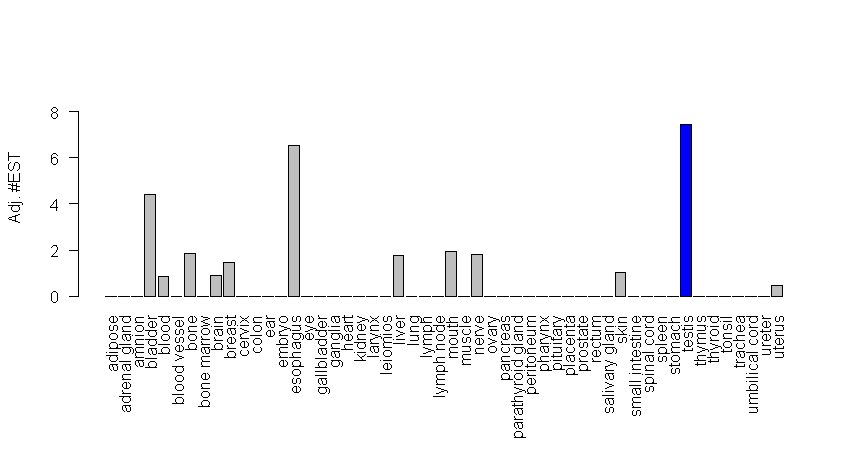 Adj. #EST
8
6
4
2
0
adipose
adrenal gland
amnion
bladder
blood
blood vessel
bone
bone marrow
brain
breast
cervix
colon
ear
embryo
esophagus
eye
gallbladder
ganglia
heart
kidney
larynx
leiomios
liver
lung
lymph
lymph node
mouth
muscle
nerve
ovary
pancreas
parathyroid gland
peritoneum
pharynx
pituitary
placenta
prostate
rectum
salivary gland
skin
small intestine
spinal cord
spleen
stomach
testis
thymus
thyroid
tonsil
trachea
umbilical cord
ureter
uterus